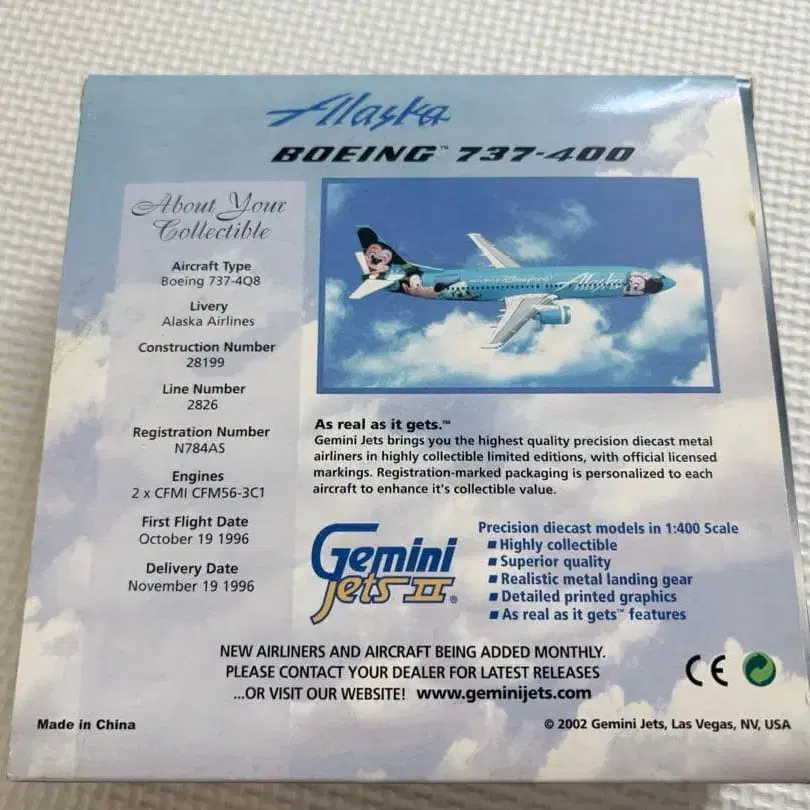 Alaska
BOEING™ 737-400
About Your
Collectible
Aircraft Type
Boeing 737-4Q8
Livery
Alaska Airlines
Construction Number
28199
Line Number
2826
Registration Number
N784AS
Engines
2 x CFMI CFM56-3C1
First Flight Date
October 19 1996
Delivery Date
November 19 1996
Alaska
As real as it gets.™
Gemini Jets brings you the highest quality precision diecast metal
airliners in highly collectible limited editions, with official licensed
markings. Registration-marked packaging is personalized to each
aircraft to enhance it's collectible value.
Gemini
Jets II®
Precision diecast models in 1:400 Scale
■ Highly collectible
■ Superior quality
■ Realistic metal landing gear
■ Detailed printed graphics
■ As real as it gets™ features
NEW AIRLINERS AND AIRCRAFT BEING ADDED MONTHLY.
PLEASE CONTACT YOUR DEALER FOR LATEST RELEASES
...OR VISIT OUR WEBSITE! www.geminijets.com
CE
Made in China
© 2002 Gemini Jets, Las Vegas, NV, USA